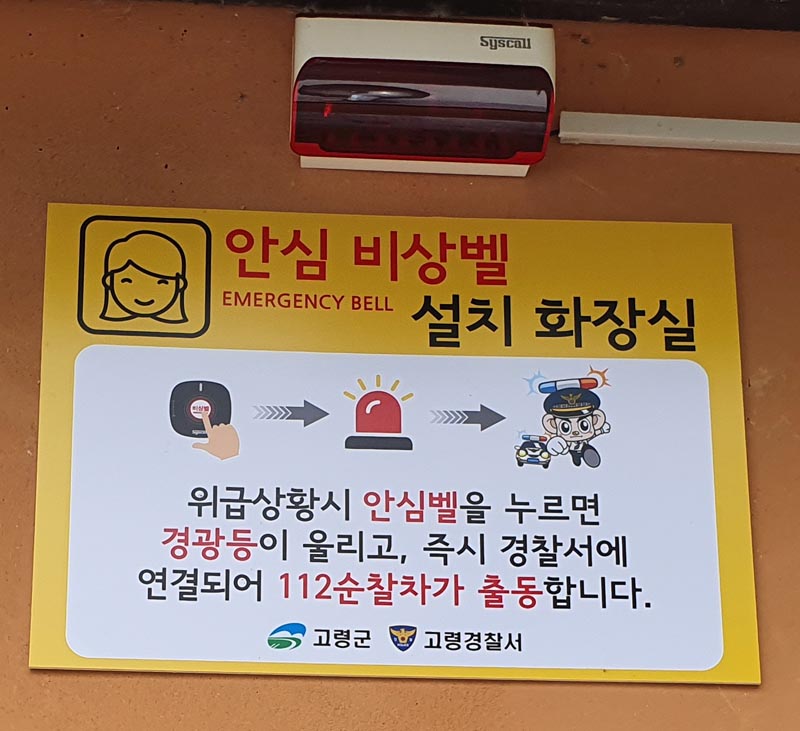 Syscall
안심 비상벨
EMERGENCY BELL
설치 화장실
비상벨
위급상황시 안심벨을 누르면
경광등이 울리고, 즉시 경찰서에
연결되어 112순찰차가 출동합니다.
고령군 고령경찰서